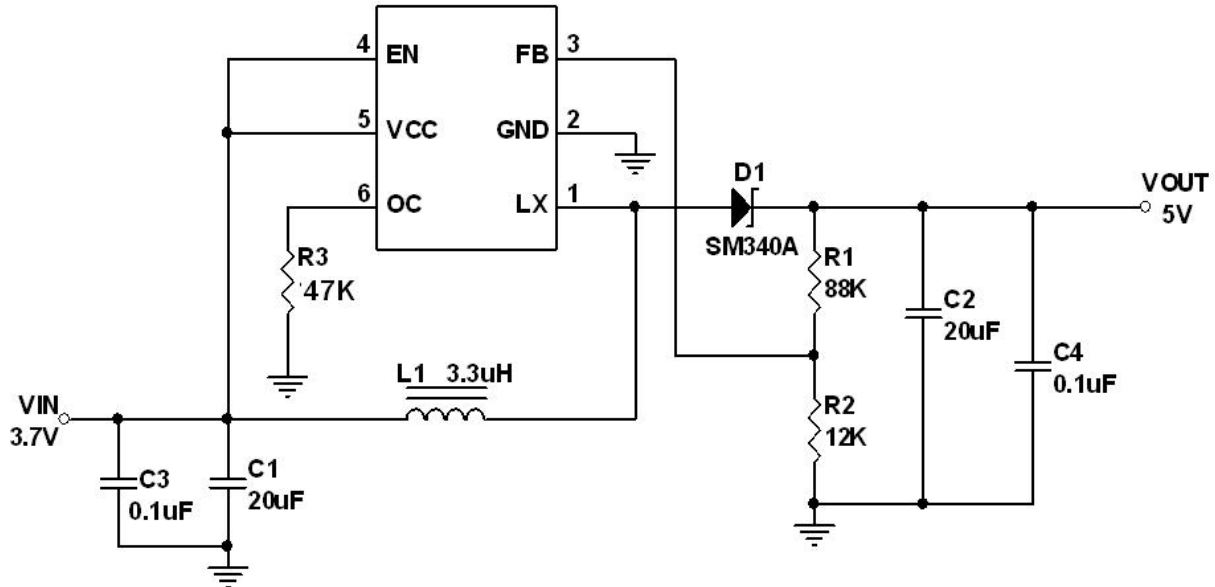 4 EN FB 3
5 VCC GND 2
6 OC LX 1
D1
SM340A
VOUT
5V
R3
47K
R1
88K
C2
20uF
C4
0.1uF
L1 3.3uH
VIN
3.7V
R2
12K
C3
0.1uF
C1
20uF